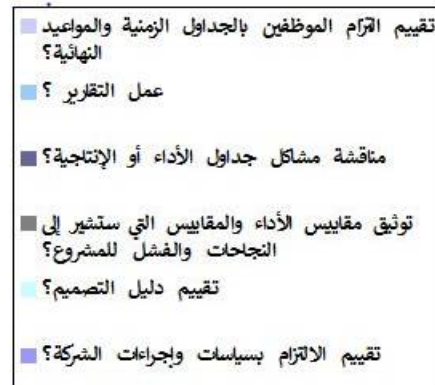 تقييم التزام الموظفين بالجداول الزمنية والمواعيد
النهائية؟
عمل التقارير ؟
مناقشة مشاكل جداول الأداء أو الإنتاجية؟
توثيق مقاييس الأداء والمقاييس التي ستشير إلى
النجاحات والفشل للمشروع؟
تقييم دليل التصميم؟
تقييم الالتزام بسياسات وإجراءات الشركة؟